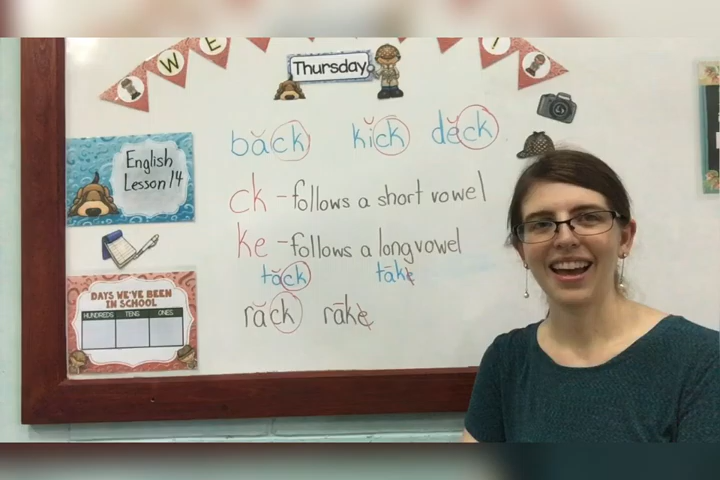 W E !
Thursday
băck kĭck dĕck
English
Lesson 14
ck - follows a short vowel
ke - follows a long vowel
tăck tāke
DAYS WE'VE BEEN
IN SCHOOL
HUNDREDS TENS ONES
răck rāke